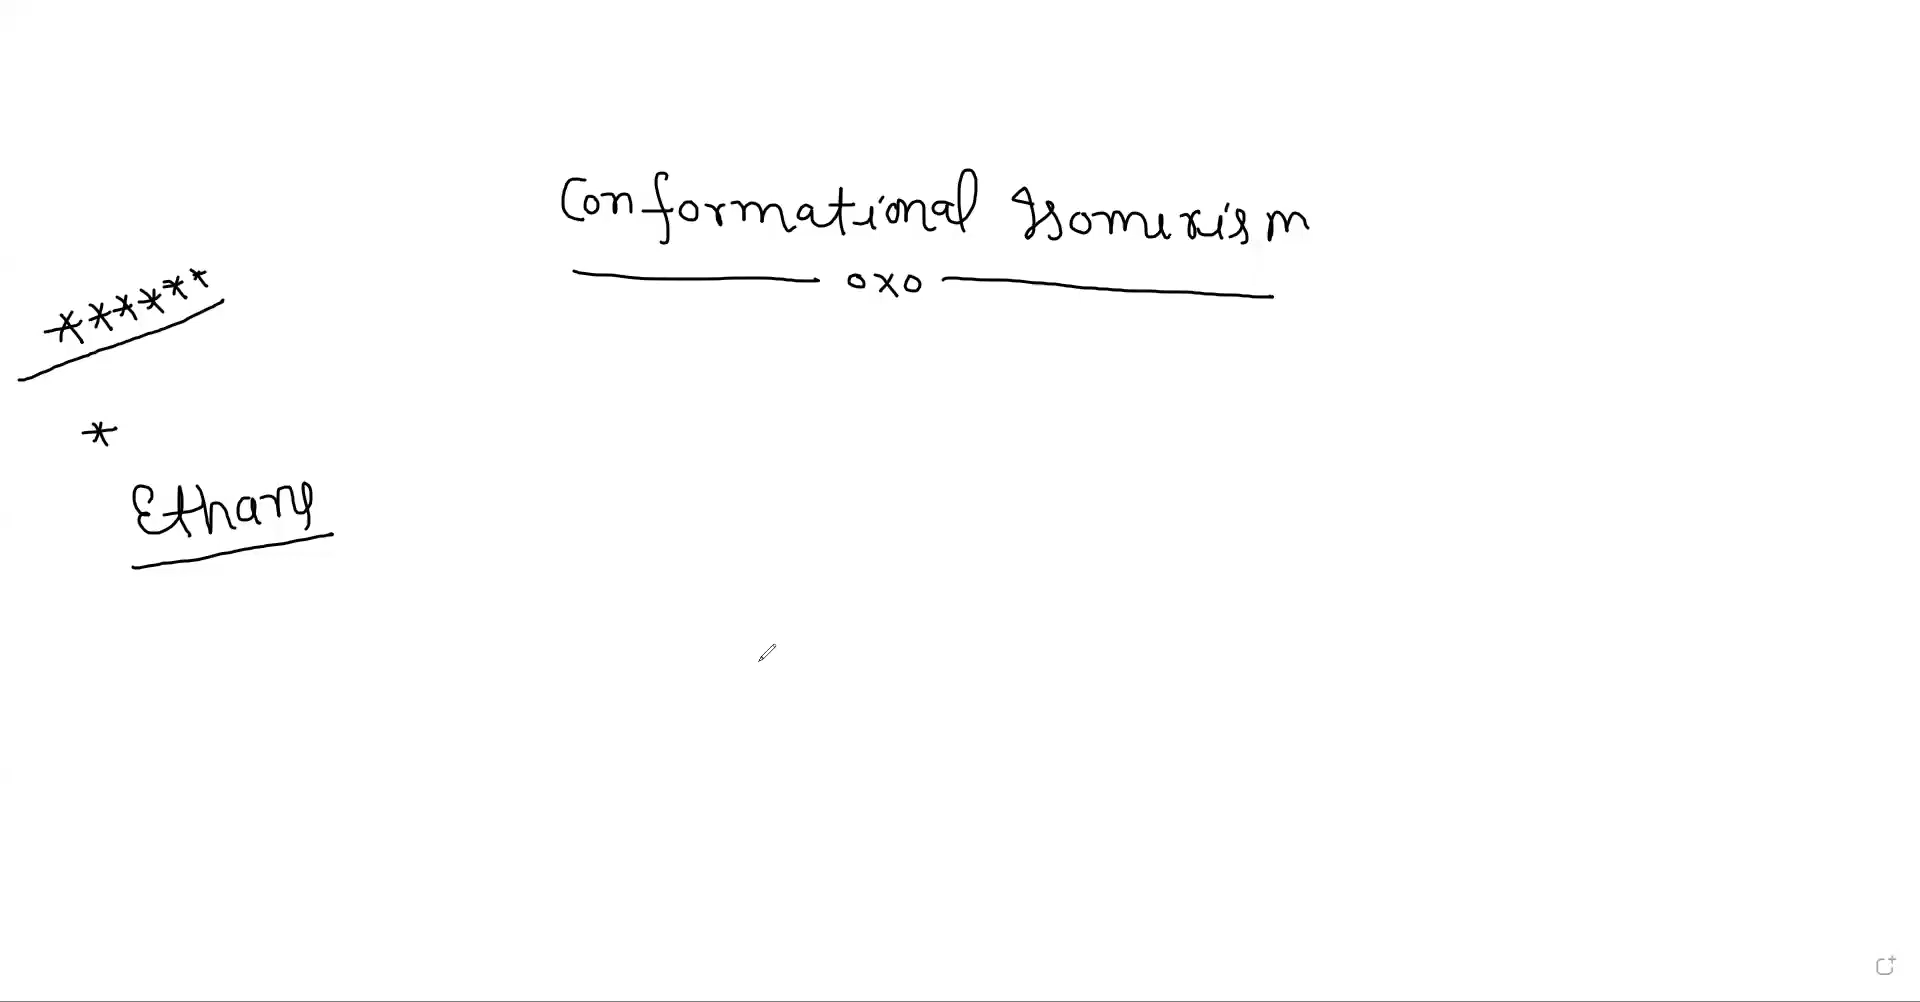 Conformational Isomerism
oxo
******
*
Ethane